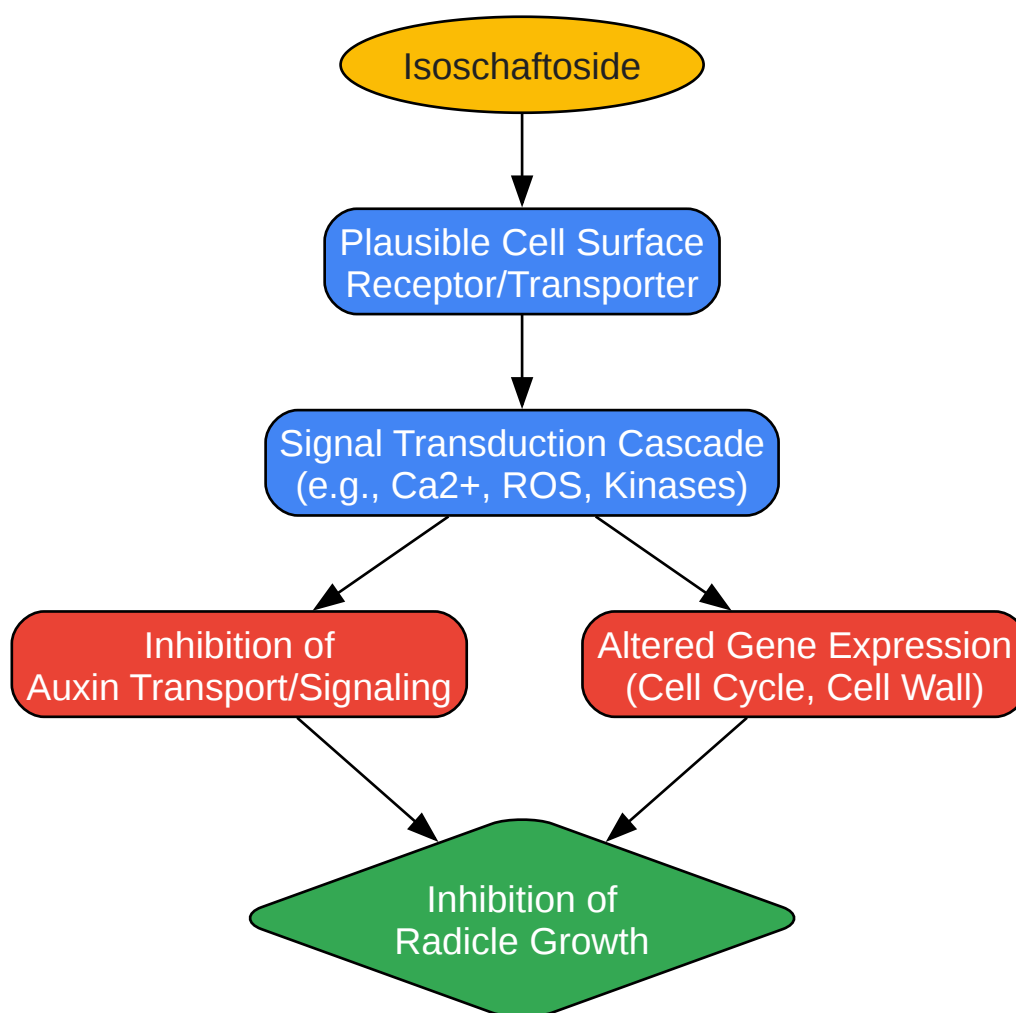 Isoschaftoside
Plausible Cell Surface
Receptor/Transporter
Signal Transduction Cascade
(e.g., Ca2+, ROS, Kinases)
Inhibition of
Auxin Transport/Signaling
Altered Gene Expression
(Cell Cycle, Cell Wall)
Inhibition of
Radicle Growth